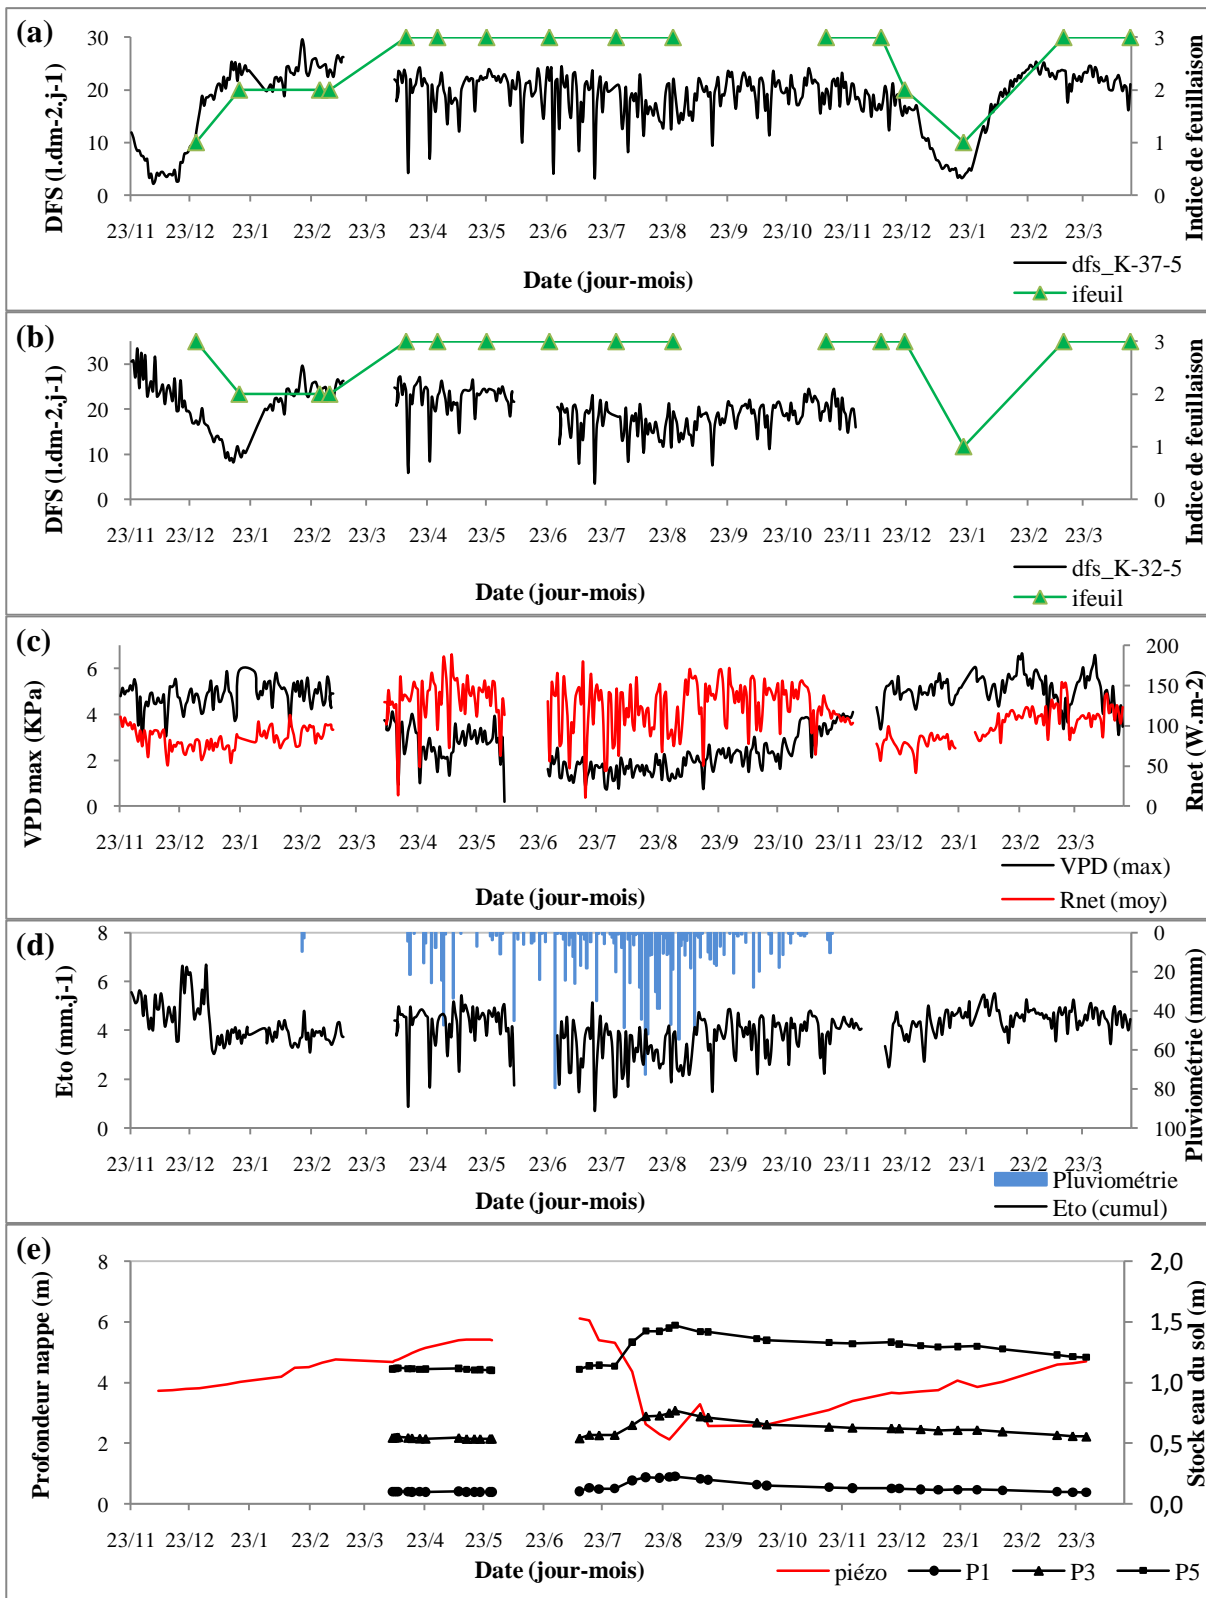 (a)
30
20
10
0
3
2
1
0
DFS (l.dm-2.j-1)
Indice de feuillaison
23/11 23/12 23/1 23/2 23/3 23/4 23/5 23/6 23/7 23/8 23/9 23/10 23/11 23/12 23/1 23/2 23/3
Date (jour-mois)
dfs_K-37-5
ifeuil
(b)
30
20
10
0
3
2
1
0
DFS (l.dm-2.j-1)
Indice de feuillaison
23/11 23/12 23/1 23/2 23/3 23/4 23/5 23/6 23/7 23/8 23/9 23/10 23/11 23/12 23/1 23/2 23/3
Date (jour-mois)
dfs_K-32-5
ifeuil
(c)
6
4
2
0
200
150
100
50
0
VPD max (KPa)
Rnet (W.m-2)
23/11 23/12 23/1 23/2 23/3 23/4 23/5 23/6 23/7 23/8 23/9 23/10 23/11 23/12 23/1 23/2 23/3
Date (jour-mois)
VPD (max)
Rnet (moy)
(d)
8
6
4
2
0
0
20
40
60
80
100
Eto (mm.j-1)
Pluviométrie (mmm)
23/11 23/12 23/1 23/2 23/3 23/4 23/5 23/6 23/7 23/8 23/9 23/10 23/11 23/12 23/1 23/2 23/3
Date (jour-mois)
Pluviométrie
Eto (cumul)
(e)
8
6
4
2
0
2,0
1,5
1,0
0,5
0,0
Profondeur nappe (m)
Stock eau du sol (m)
23/11 23/12 23/1 23/2 23/3 23/4 23/5 23/6 23/7 23/8 23/9 23/10 23/11 23/12 23/1 23/2 23/3
Date (jour-mois)
piézo P1 P3 P5